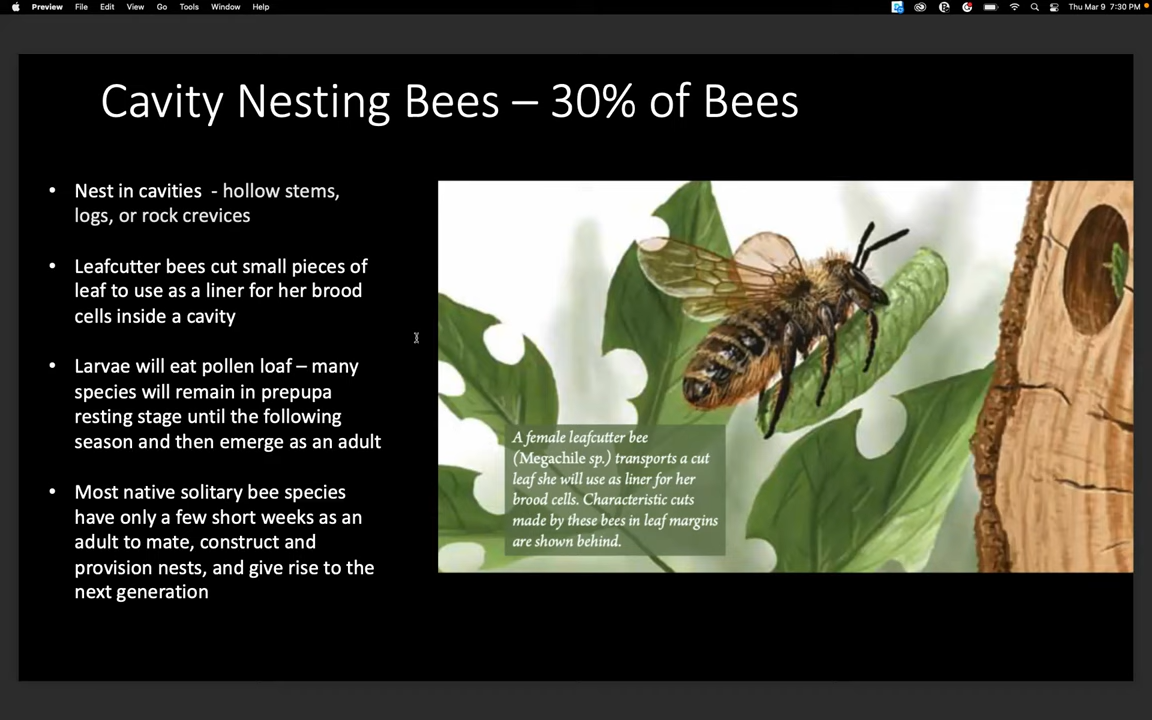 Preview File Edit View Go Tools Window Help Thu Mar 9 7:30 PM
Cavity Nesting Bees – 30% of Bees
• Nest in cavities - hollow stems,
logs, or rock crevices
• Leafcutter bees cut small pieces of
leaf to use as a liner for her brood
cells inside a cavity
• Larvae will eat pollen loaf – many
species will remain in prepupa
resting stage until the following
season and then emerge as an adult
• Most native solitary bee species
have only a few short weeks as an
adult to mate, construct and
provision nests, and give rise to the
next generation
A female leafcutter bee
(Megachile sp.) transports a cut
leaf she will use as liner for her
brood cells. Characteristic cuts
made by these bees in leaf margins
are shown behind.